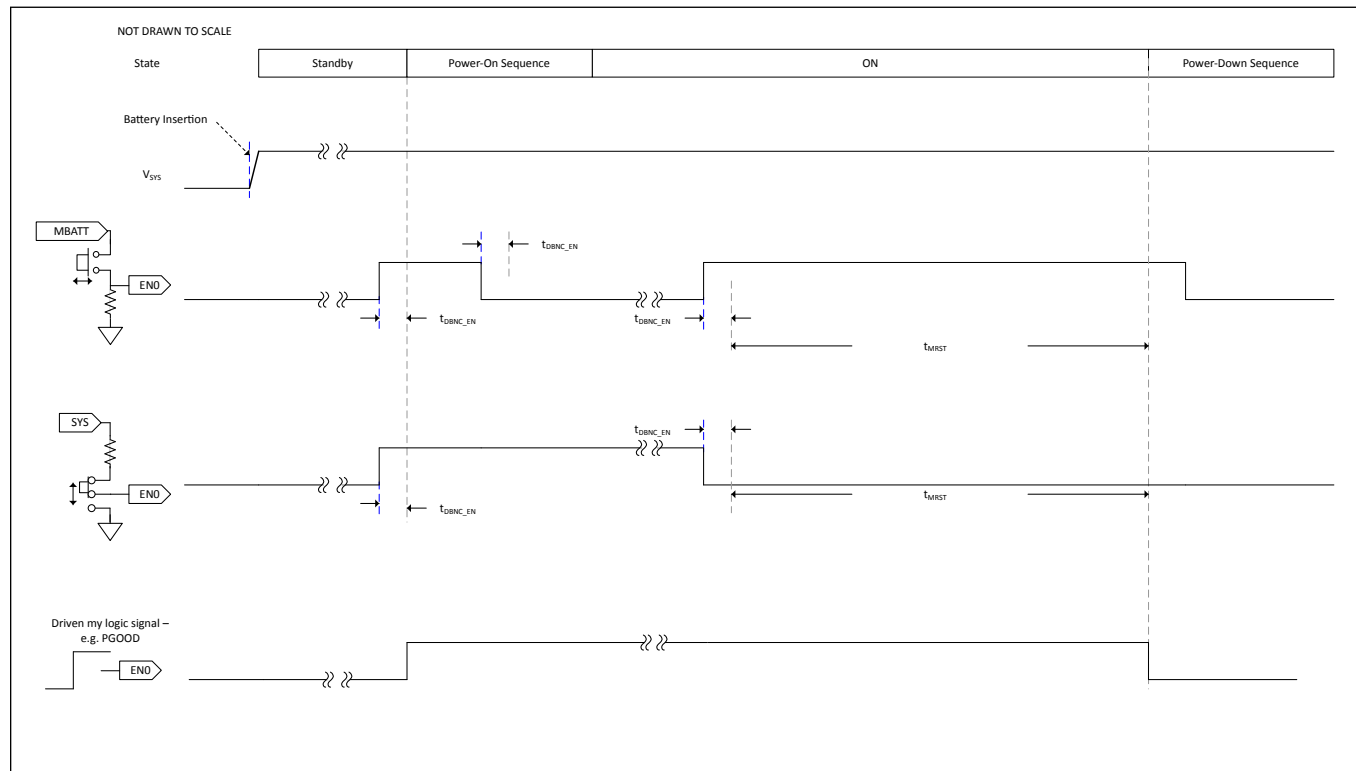 NOT DRAWN TO SCALE
State Standby Power-On Sequence ON Power-Down Sequence
Battery Insertion
VSYS
MBATT
tDBNC_EN
EN0
tDBNC_EN tDBNC_EN
tMRST
SYS
tDBNC_EN
EN0
tMRST
tDBNC_EN
Driven my logic signal –
e.g. PGOOD
EN0